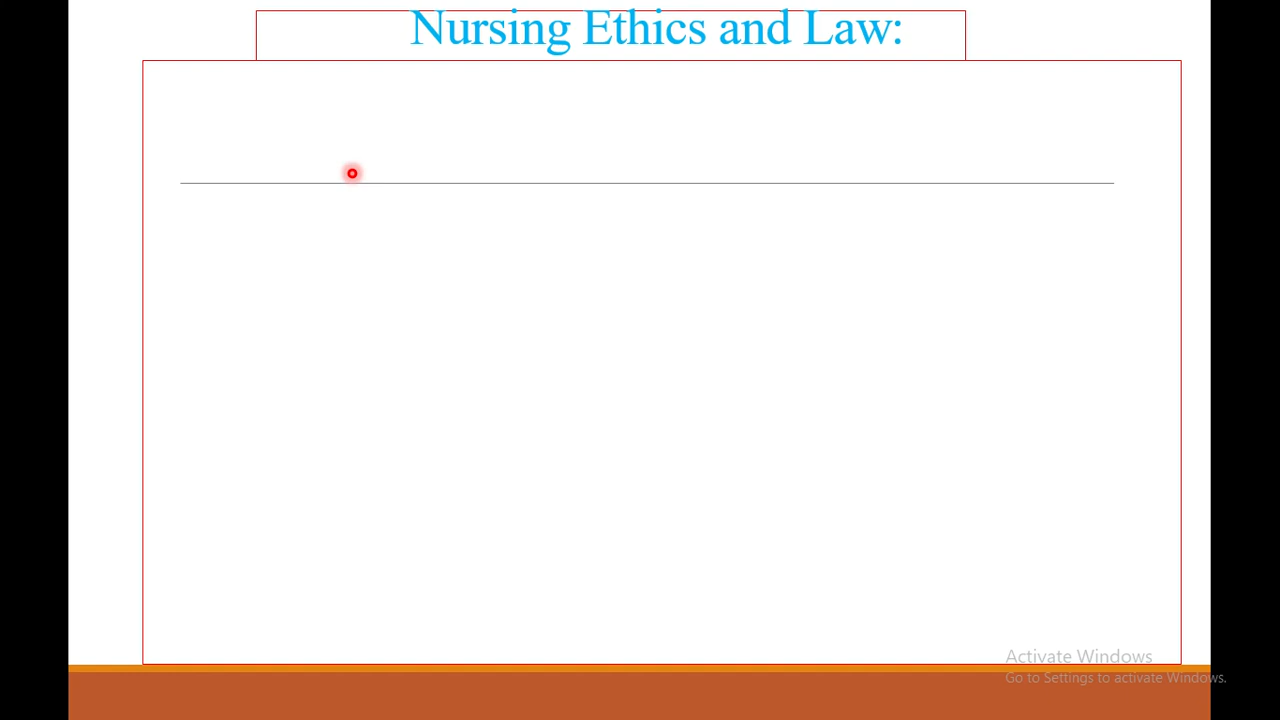 Nursing Ethics and Law:
Activate Windows
Go to Settings to activate Windows.